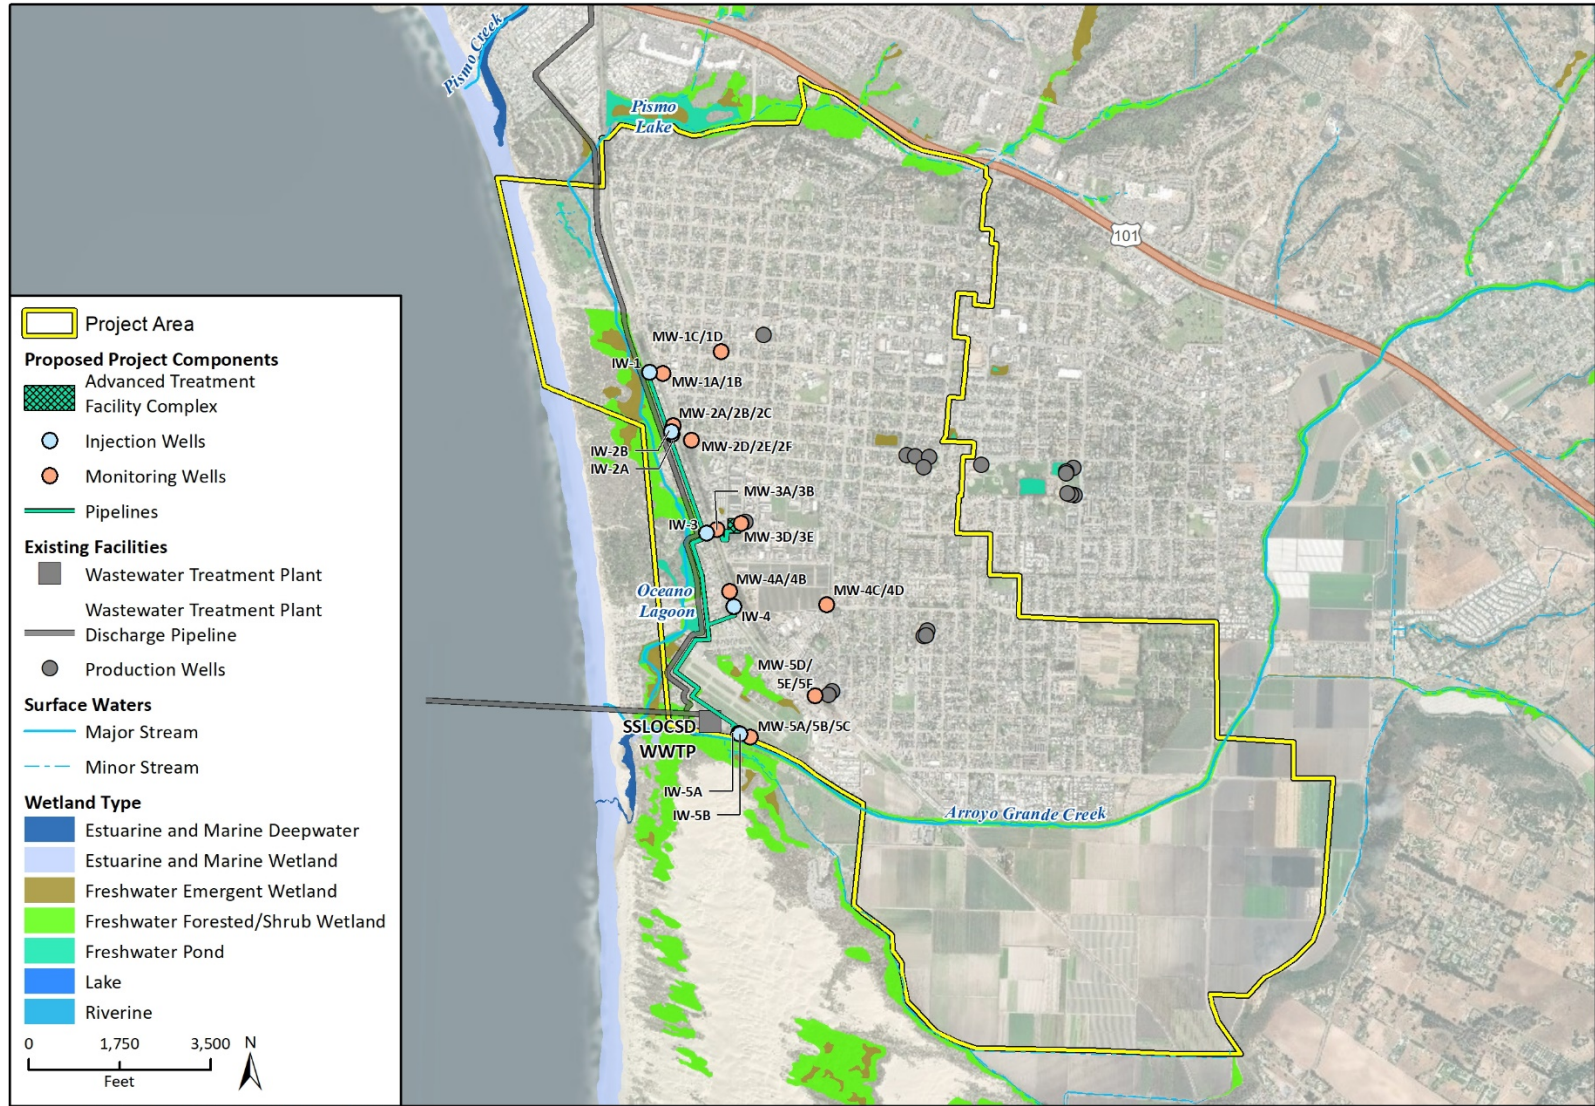 Pismo Creek
Pismo
Lake
101
MW-1C/1D
IW-1
MW-1A/1B
MW-2A/2B/2C
IW-2B
MW-2D/2E/2F
IW-2A
MW-3A/3B
IW-3
MW-3D/3E
MW-4A/4B
MW-4C/4D
Oceano
Lagoon
IW-4
MW-5D/
5E/5F
SSLOCSD
WWTP
MW-5A/5B/5C
IW-5A
IW-5B
Arroyo Grande Creek
Project Area
Proposed Project Components
Advanced Treatment
Facility Complex
Injection Wells
Monitoring Wells
Pipelines
Existing Facilities
Wastewater Treatment Plant
Wastewater Treatment Plant
Discharge Pipeline
Production Wells
Surface Waters
Major Stream
Minor Stream
Wetland Type
Estuarine and Marine Deepwater
Estuarine and Marine Wetland
Freshwater Emergent Wetland
Freshwater Forested/Shrub Wetland
Freshwater Pond
Lake
Riverine
0 1,750 3,500 N
Feet